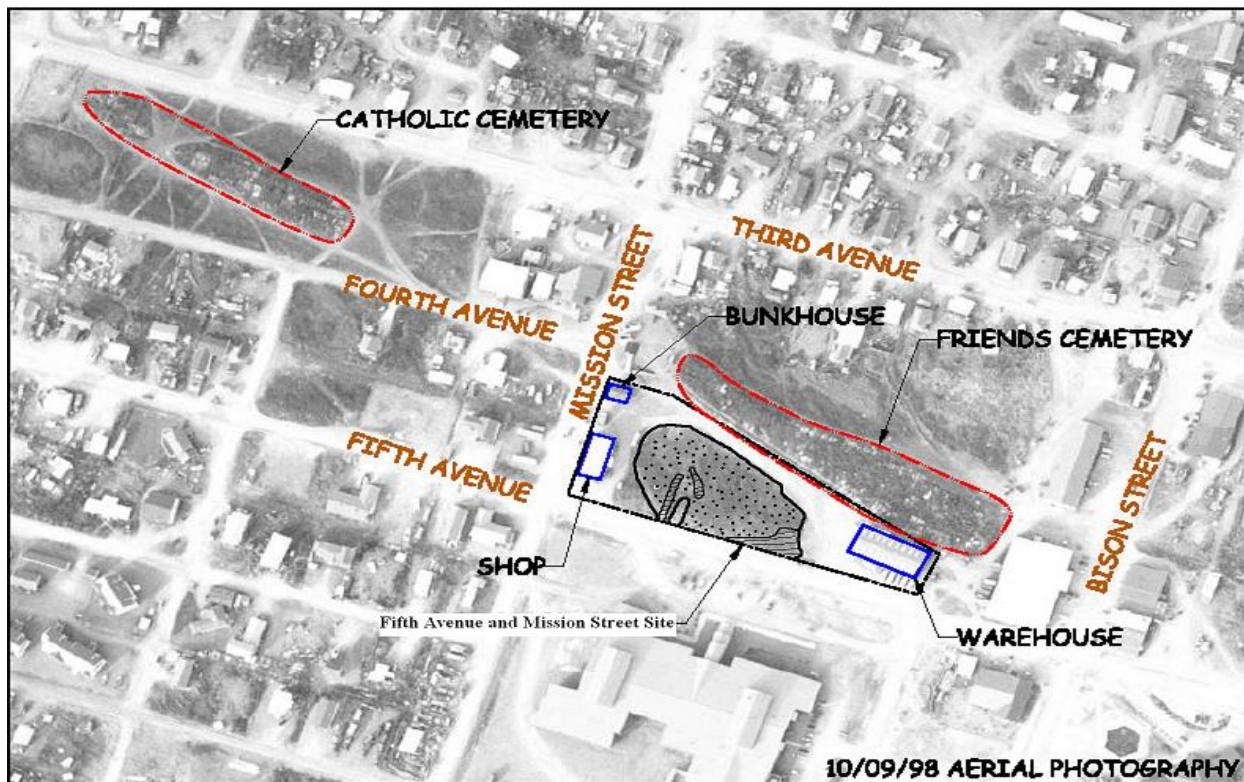 CATHOLIC CEMETERY
THIRD AVENUE
MISSION STREET
FOURTH AVENUE
BUNKHOUSE
FRIENDS CEMETERY
FIFTH AVENUE
BISON STREET
SHOP
Fifth Avenue and Mission Street Site
WAREHOUSE
10/09/98 AERIAL PHOTOGRAPHY